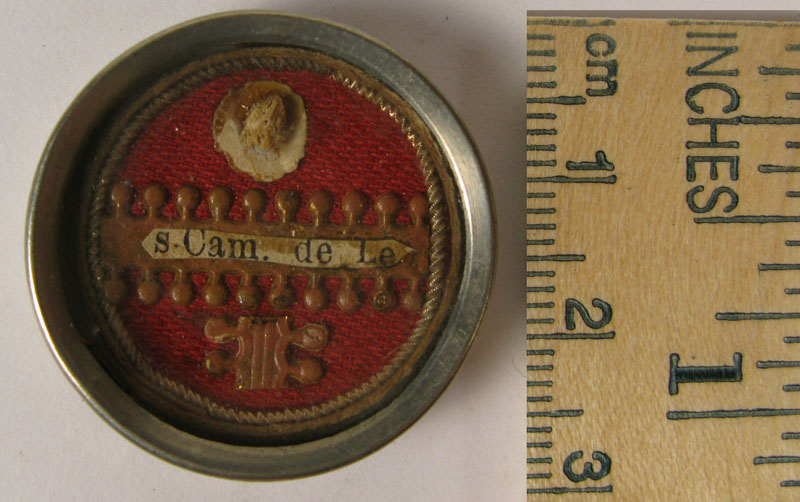 s. Cam. de Le
cm
INCHES
1
2
1
3